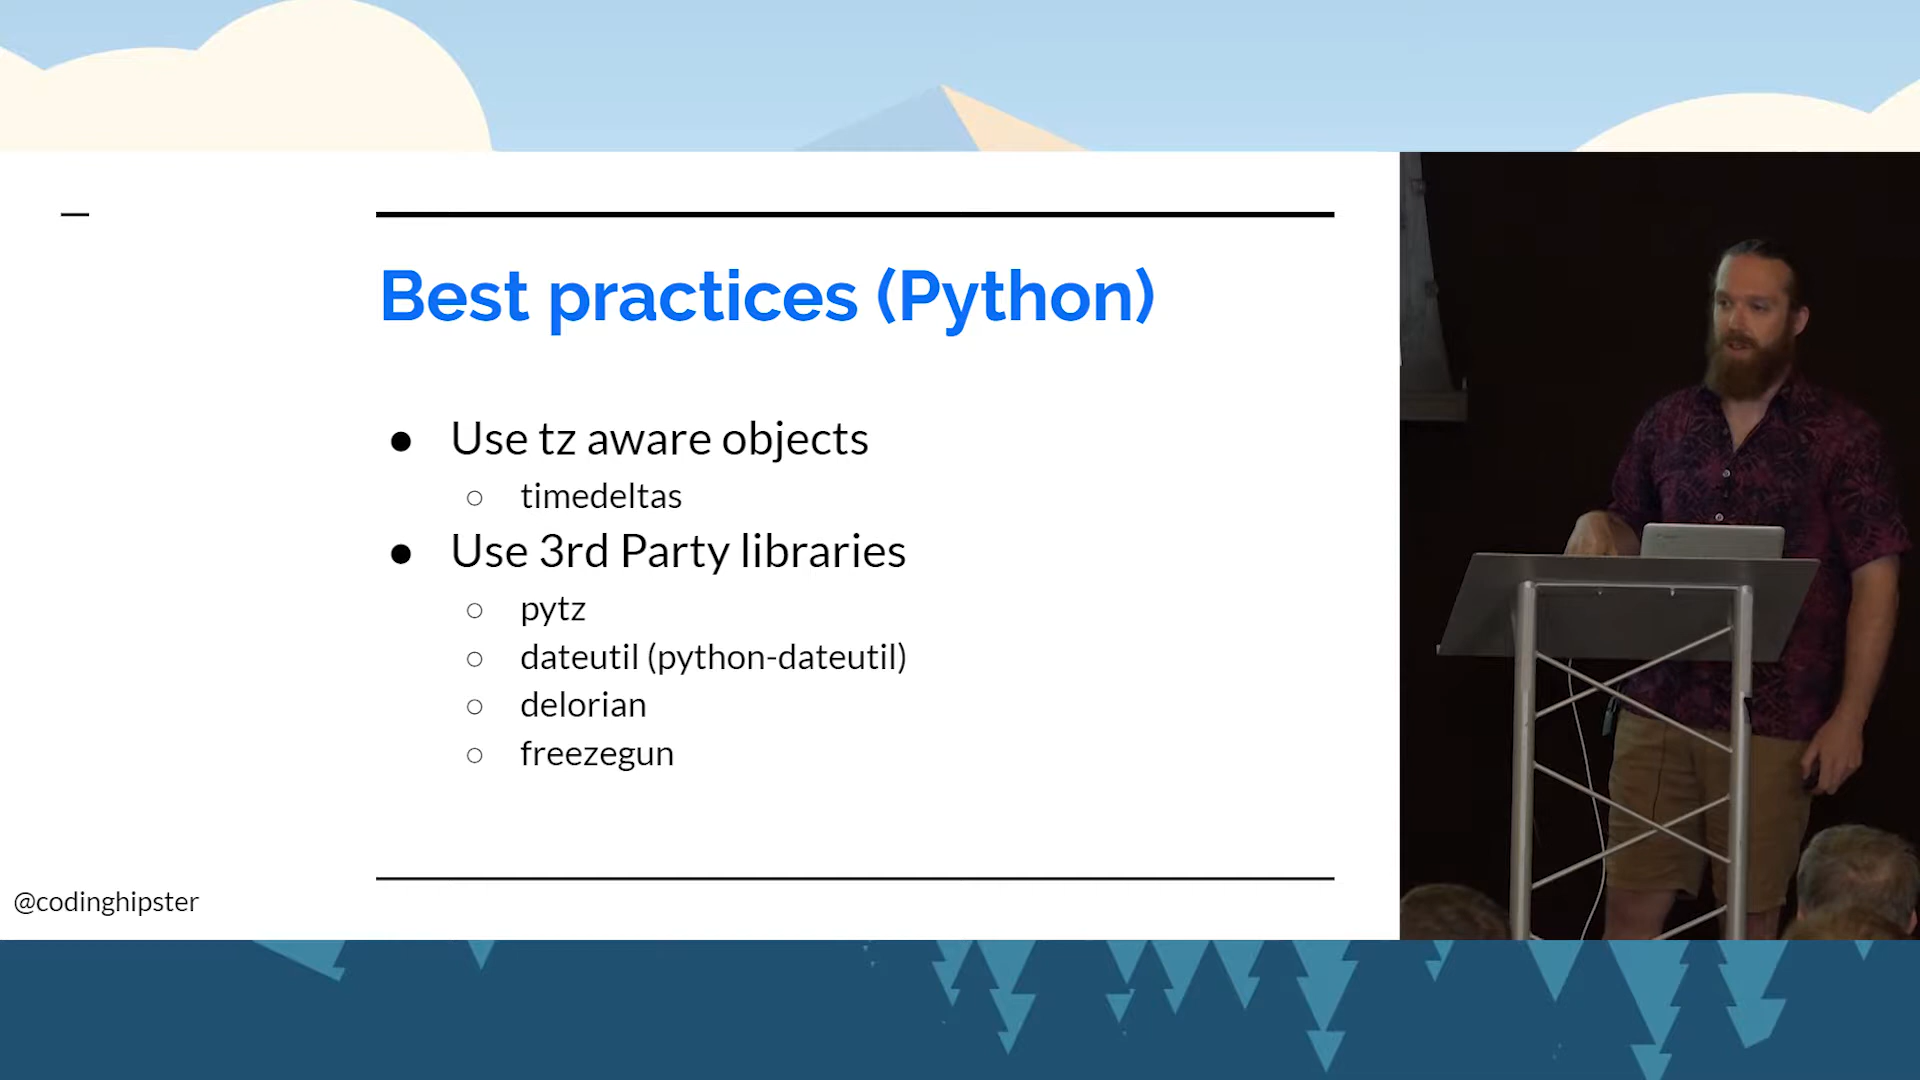 Best practices (Python)
● Use tz aware objects
○ timedeltas
● Use 3rd Party libraries
○ pytz
○ dateutil (python-dateutil)
○ delorian
○ freezegun
@codinghipster